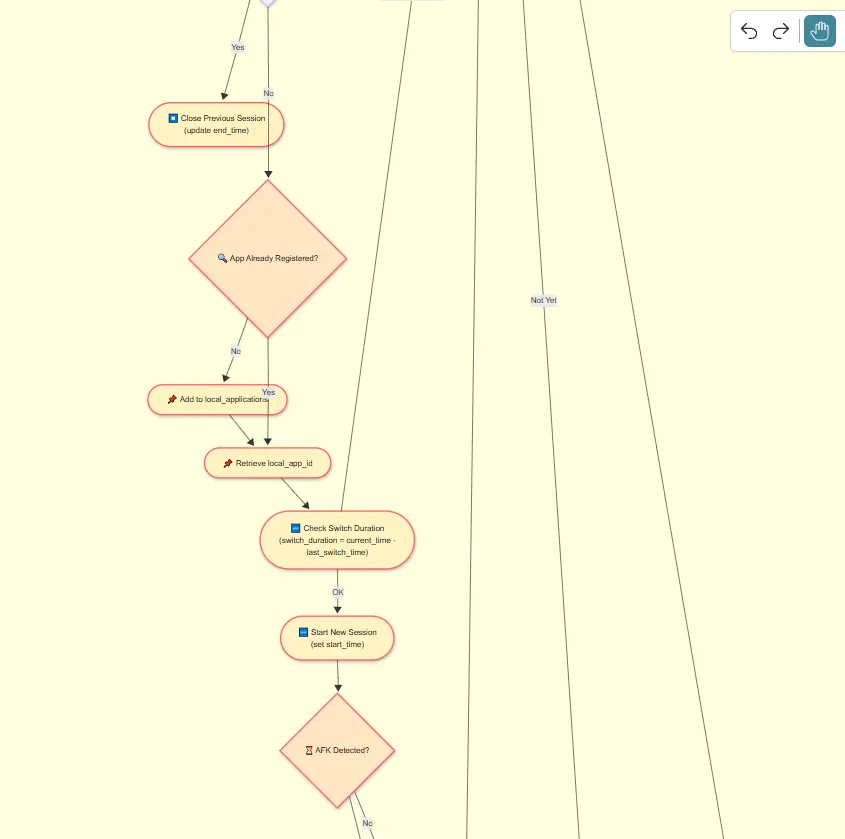 Yes
No
Close Previous Session
(update end_time)
App Already Registered?
Not Yet
No
Yes
Add to local_applications
Retrieve local_app_id
Check Switch Duration
(switch_duration = current_time -
last_switch_time)
OK
Start New Session
(set start_time)
AFK Detected?
No